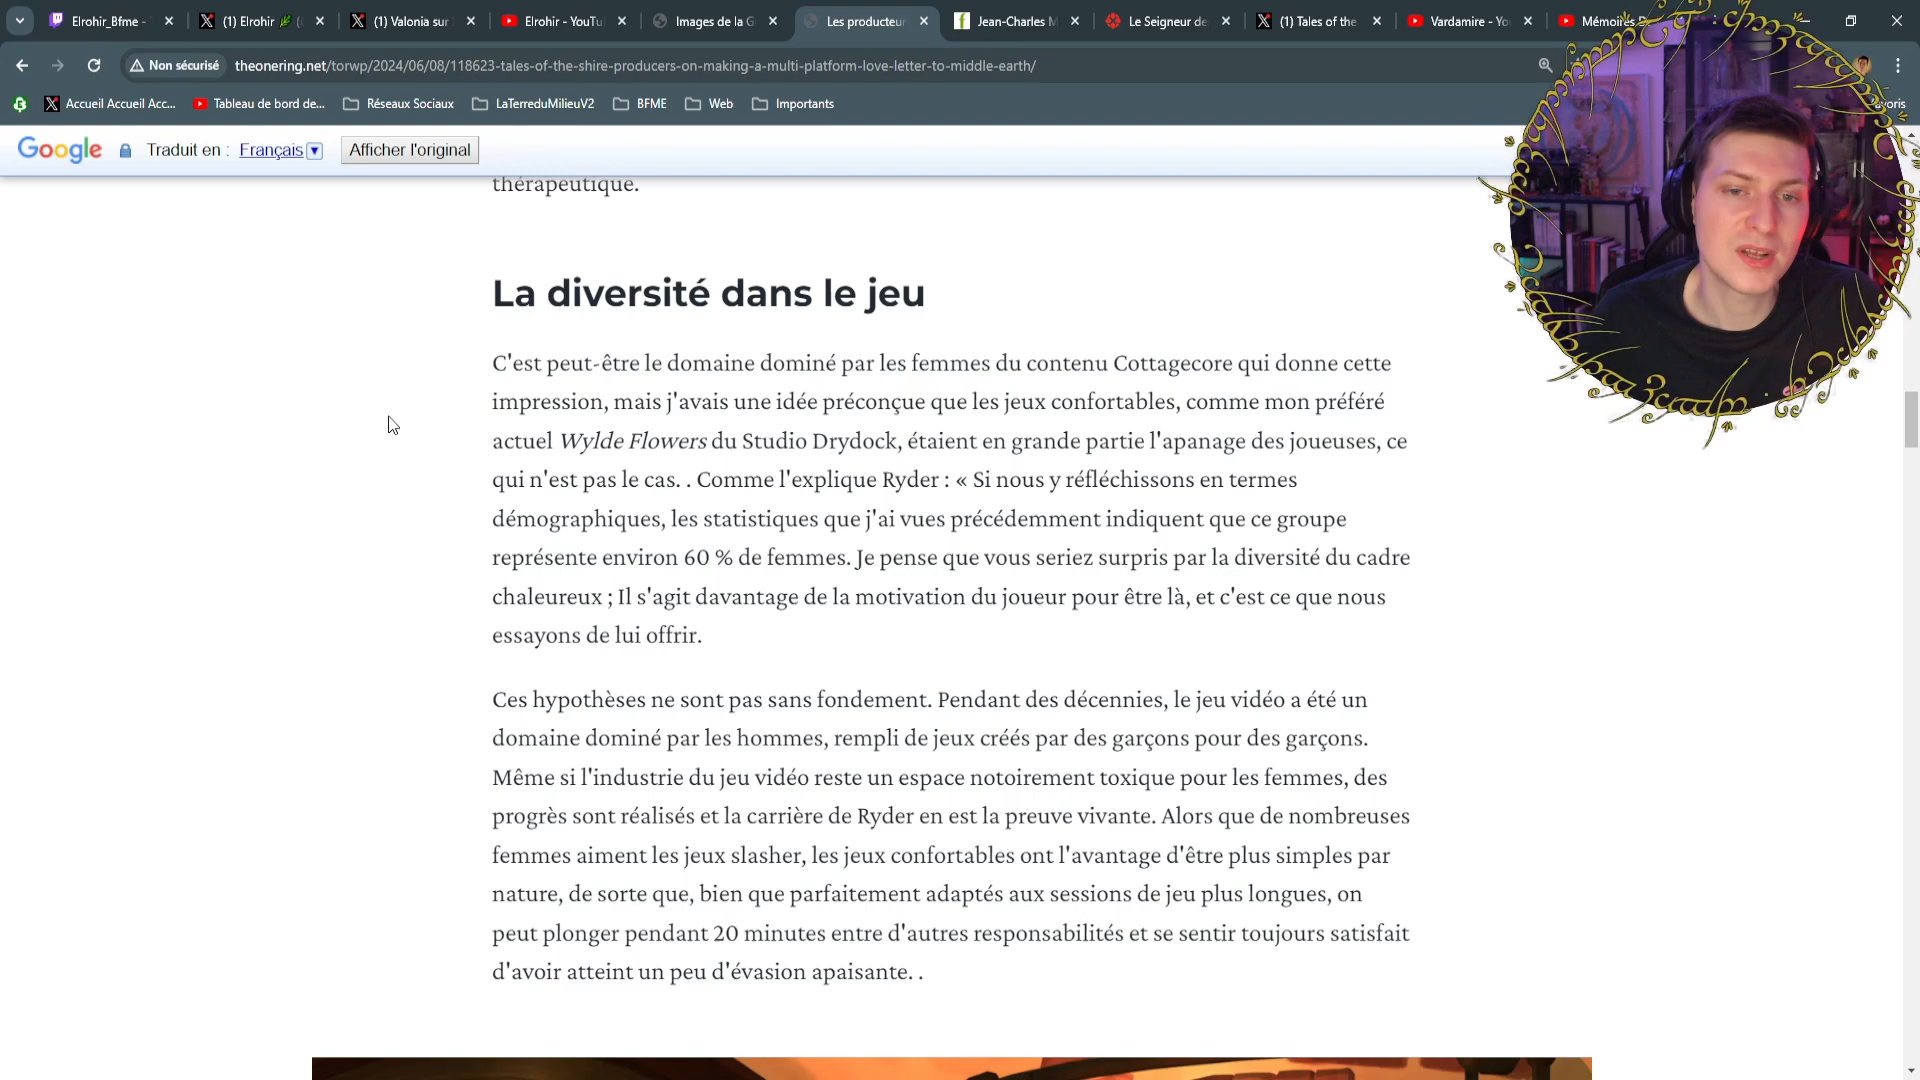 Elrohir_Bfme -
(1) Elrohir
(1) Valonia sur
Elrohir - YouTu
Images de la G
Les producteur
Jean-Charles M
Le Seigneur de
(1) Tales of the
Vardamire - Yo
Mémoires D
Non sécurisé
theonering.net/torwp/2024/06/08/118623-tales-of-the-shire-producers-on-making-a-multi-platform-love-letter-to-middle-earth/
Accueil Accueil Acc...
Tableau de bord de...
Réseaux Sociaux
LaTerreduMilieuV2
BFME
Web
Importants
avoris
Google
Traduit en :
Français
Afficher l'original
thérapeutique.
La diversité dans le jeu
C'est peut-être le domaine dominé par les femmes du contenu Cottagecore qui donne cette
impression, mais j'avais une idée préconçue que les jeux confortables, comme mon préféré
actuel Wylde Flowers du Studio Drydock, étaient en grande partie l'apanage des joueuses, ce
qui n'est pas le cas. . Comme l'explique Ryder : « Si nous y réfléchissons en termes
démographiques, les statistiques que j'ai vues précédemment indiquent que ce groupe
représente environ 60 % de femmes. Je pense que vous seriez surpris par la diversité du cadre
chaleureux ; Il s'agit davantage de la motivation du joueur pour être là, et c'est ce que nous
essayons de lui offrir.
Ces hypothèses ne sont pas sans fondement. Pendant des décennies, le jeu vidéo a été un
domaine dominé par les hommes, rempli de jeux créés par des garçons pour des garçons.
Même si l'industrie du jeu vidéo reste un espace notoirement toxique pour les femmes, des
progrès sont réalisés et la carrière de Ryder en est la preuve vivante. Alors que de nombreuses
femmes aiment les jeux slasher, les jeux confortables ont l'avantage d'être plus simples par
nature, de sorte que, bien que parfaitement adaptés aux sessions de jeu plus longues, on
peut plonger pendant 20 minutes entre d'autres responsabilités et se sentir toujours satisfait
d'avoir atteint un peu d'évasion apaisante. .